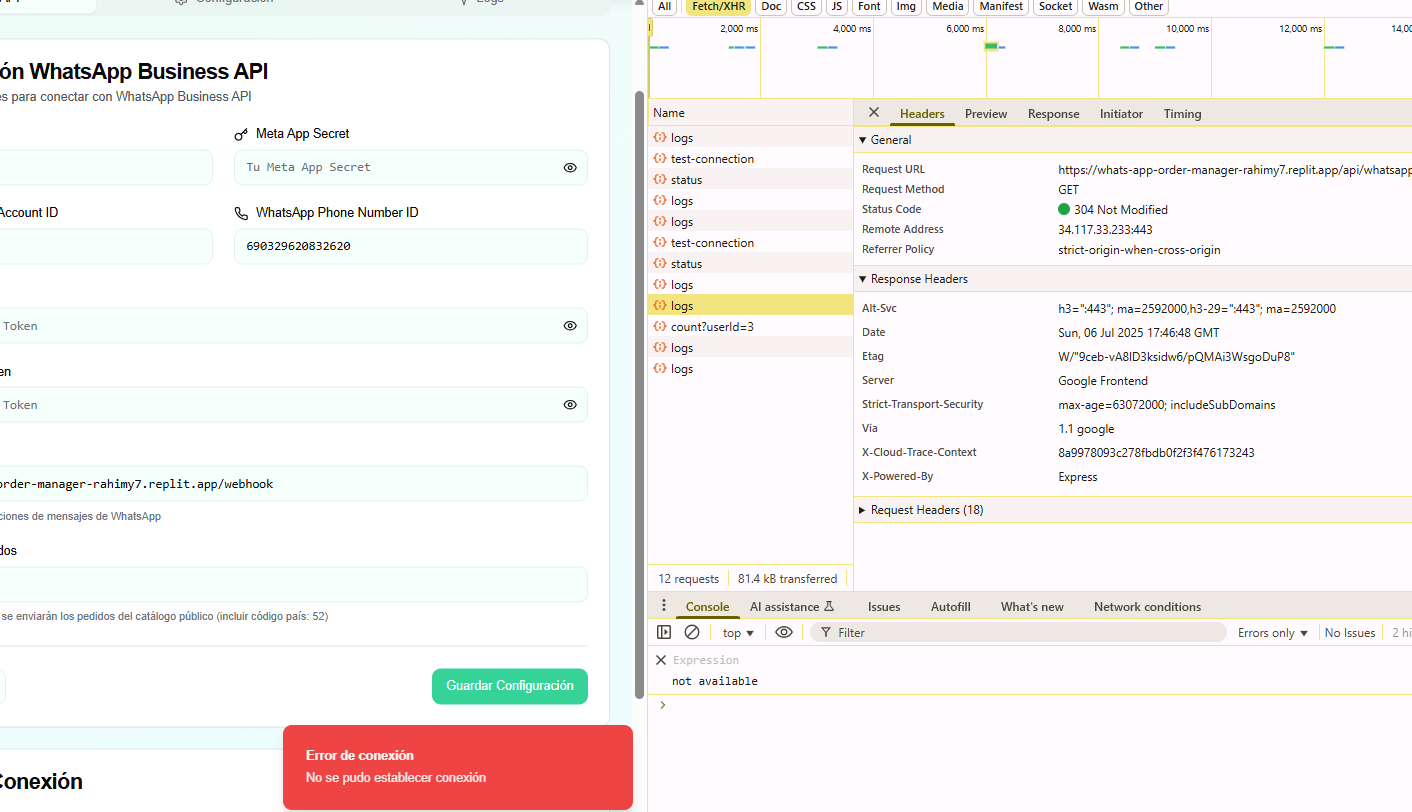 Configuración
Logs
ón WhatsApp Business API
es para conectar con WhatsApp Business API
Meta App Secret
Tu Meta App Secret
Account ID
WhatsApp Phone Number ID
690329620832620
Token
en
Token
order-manager-rahimy7.replit.app/webhook
ciones de mensajes de WhatsApp
dos
se enviarán los pedidos del catálogo público (incluir código país: 52)
Guardar Configuración
Conexión
Error de conexión
No se pudo establecer conexión
All
Fetch/XHR
Doc
CSS
JS
Font
Img
Media
Manifest
Socket
Wasm
Other
2,000 ms
4,000 ms
6,000 ms
8,000 ms
10,000 ms
12,000 ms
14,00
Name
logs
test-connection
status
logs
logs
test-connection
status
logs
logs
count?userId=3
logs
logs
12 requests
81.4 kB transferred
Headers
Preview
Response
Initiator
Timing
General
Request URL
https://whats-app-order-manager-rahimy7.replit.app/api/whatsapp
Request Method
GET
Status Code
304 Not Modified
Remote Address
34.117.33.233:443
Referrer Policy
strict-origin-when-cross-origin
Response Headers
Alt-Svc
h3=":443"; ma=2592000,h3-29=":443"; ma=2592000
Date
Sun, 06 Jul 2025 17:46:48 GMT
Etag
W/"9ceb-vA8ID3ksidw6/pQMAi3WsgoDuP8"
Server
Google Frontend
Strict-Transport-Security
max-age=63072000; includeSubDomains
Via
1.1 google
X-Cloud-Trace-Context
8a9978093c278fbdb0f2f3f476173243
X-Powered-By
Express
Request Headers (18)
Console
AI assistance
Issues
Autofill
What's new
Network conditions
top
Filter
Errors only
No Issues
2 hi
Expression
not available